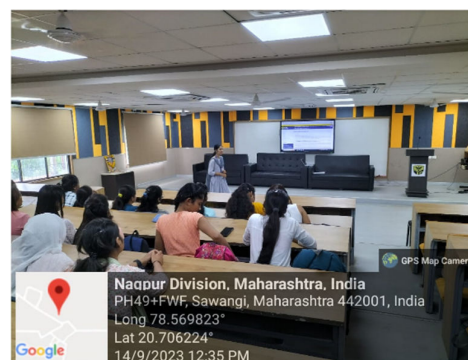 GPS Map Camer
Nagpur Division, Maharashtra, India
PH49+FWF, Sawangi, Maharashtra 442001, India
Long 78.569823°
Lat 20.706224°
14/9/2023 12:35 PM
Google